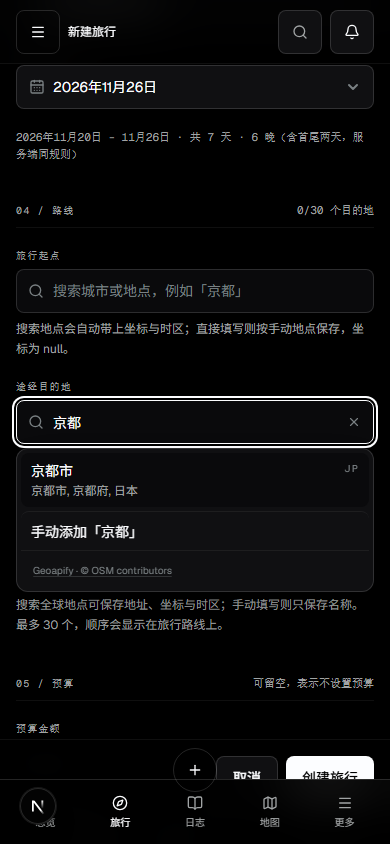 新建旅行
2026年11月26日
2026年11月20日 – 11月26日 · 共 7 天 · 6 晚（含首尾两天，服
务端同规则）
04 / 路线
0/30 个目的地
旅行起点
搜索城市或地点，例如「京都」
搜索地点会自动带上坐标与时区；直接填写则按手动地点保存，坐
标为 null。
途经目的地
京都
京都市
JP
京都市, 京都府, 日本
手动添加「京都」
Geoapify · © OSM contributors
搜索全球地点可保存地址、坐标与时区；手动填写则只保存名称。
最多 30 个，顺序会显示在旅行路线上。
05 / 预算
可留空，表示不设置预算
预算金额
取消
创建旅行
N
旅行
日志
地图
更多